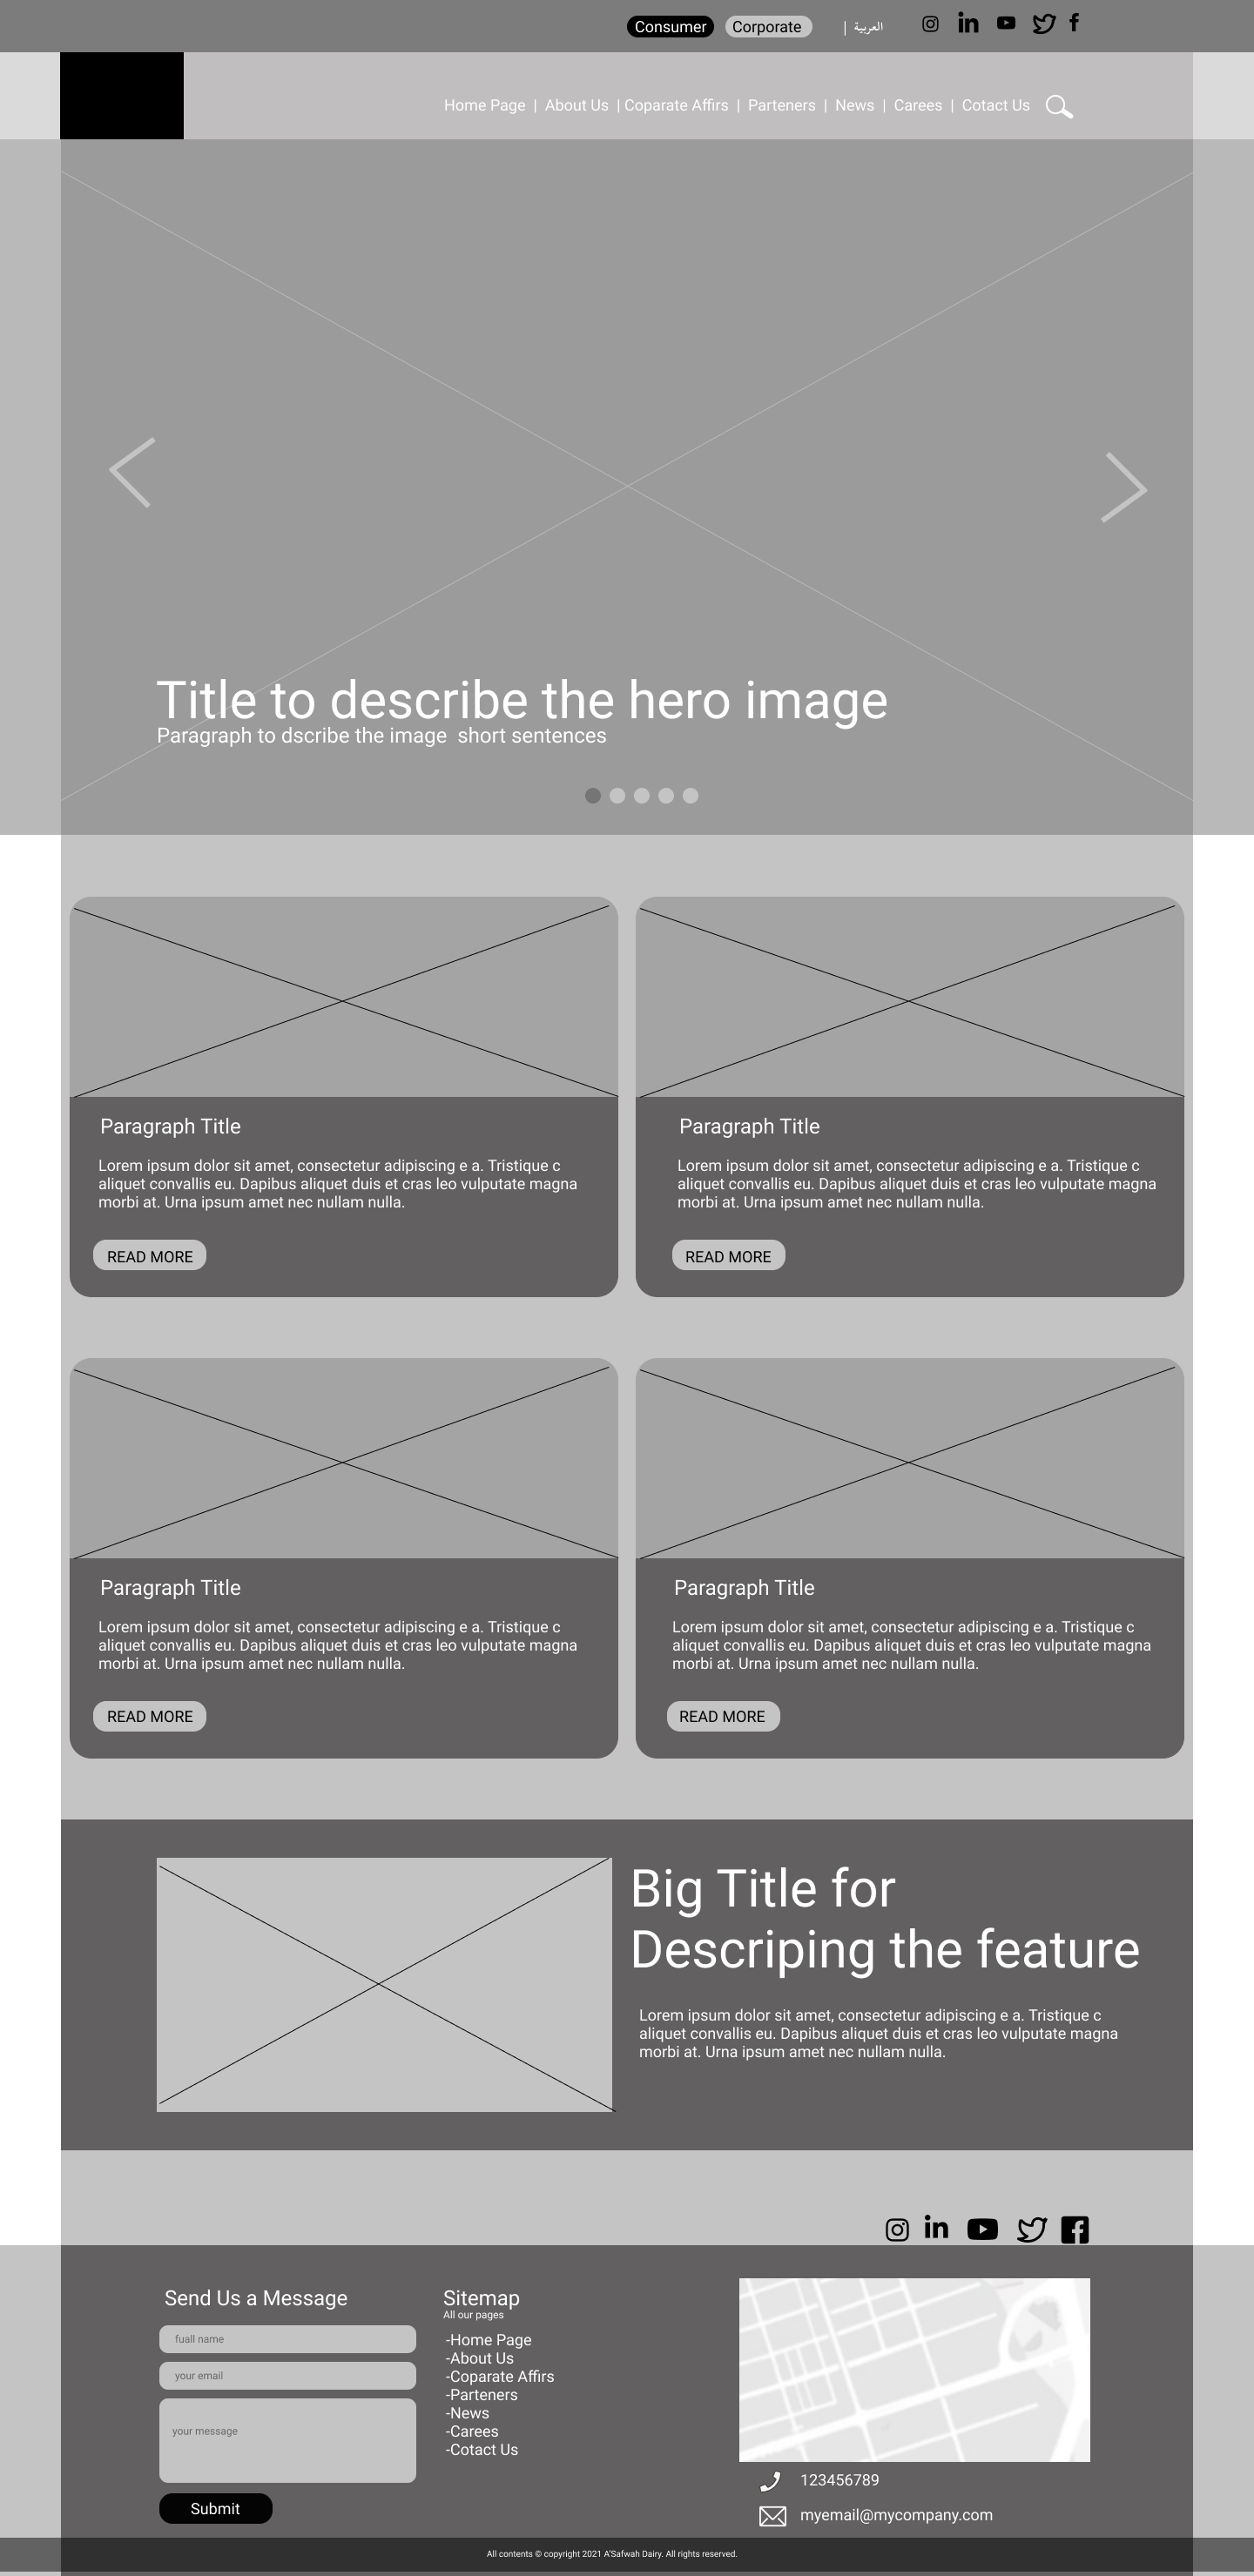 Consumer Corporate | العربية
Home Page | About Us | Coparate Affirs | Parteners | News | Carees | Cotact Us
Title to describe the hero image
Paragraph to dscribe the image short sentences
Paragraph Title
Lorem ipsum dolor sit amet, consectetur adipiscing e a. Tristique c
aliquet convallis eu. Dapibus aliquet duis et cras leo vulputate magna
morbi at. Urna ipsum amet nec nullam nulla.
READ MORE
Paragraph Title
Lorem ipsum dolor sit amet, consectetur adipiscing e a. Tristique c
aliquet convallis eu. Dapibus aliquet duis et cras leo vulputate magna
morbi at. Urna ipsum amet nec nullam nulla.
READ MORE
Paragraph Title
Lorem ipsum dolor sit amet, consectetur adipiscing e a. Tristique c
aliquet convallis eu. Dapibus aliquet duis et cras leo vulputate magna
morbi at. Urna ipsum amet nec nullam nulla.
READ MORE
Paragraph Title
Lorem ipsum dolor sit amet, consectetur adipiscing e a. Tristique c
aliquet convallis eu. Dapibus aliquet duis et cras leo vulputate magna
morbi at. Urna ipsum amet nec nullam nulla.
READ MORE
Big Title for
Descriping the feature
Lorem ipsum dolor sit amet, consectetur adipiscing e a. Tristique c
aliquet convallis eu. Dapibus aliquet duis et cras leo vulputate magna
morbi at. Urna ipsum amet nec nullam nulla.
Send Us a Message
fuall name
your email
your message
Submit
Sitemap
All our pages
-Home Page
-About Us
-Coparate Affirs
-Parteners
-News
-Carees
-Cotact Us
123456789
myemail@mycompany.com
All contents © copyright 2021 A'Safwah Dairy. All rights reserved.